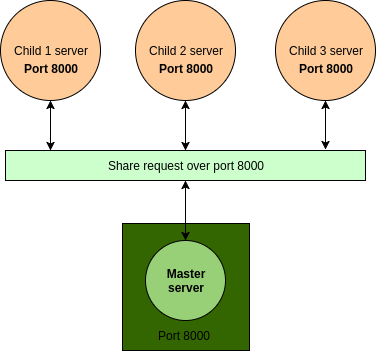 Child 1 server
Port 8000
Child 2 server
Port 8000
Child 3 server
Port 8000
Share request over port 8000
Master
server
Port 8000